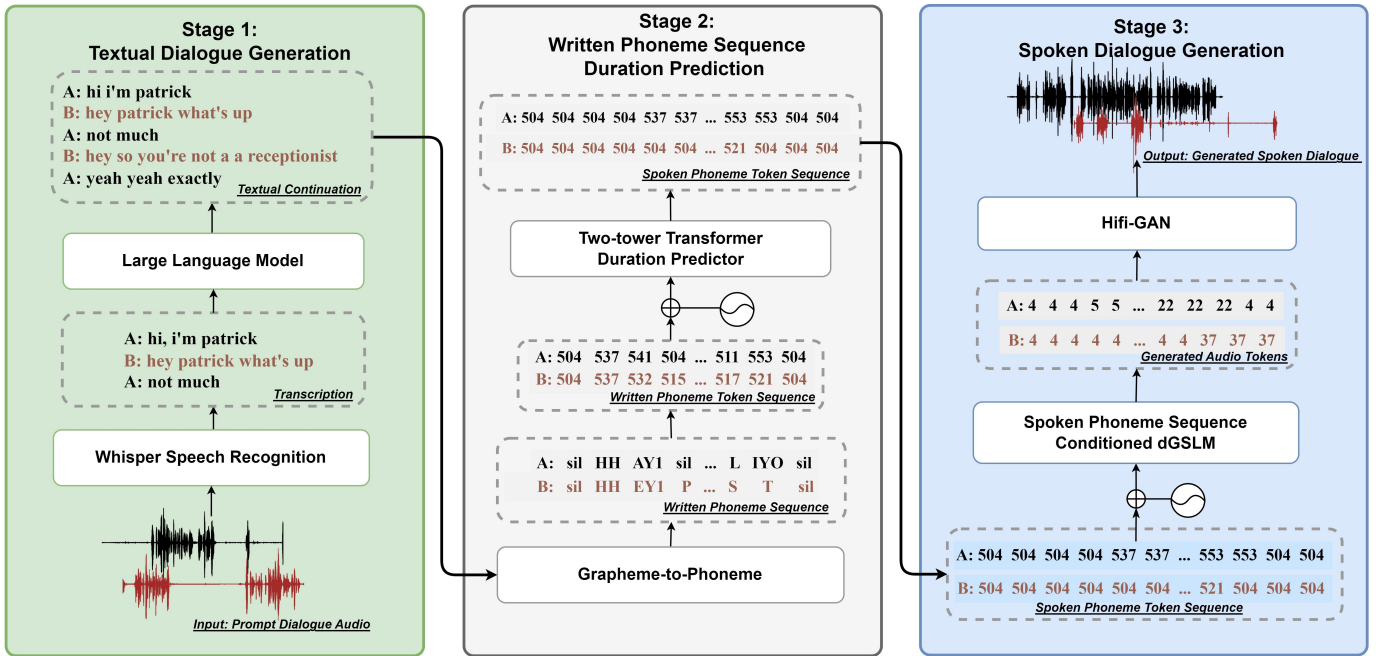 Stage 1:
Textual Dialogue Generation
A: hi i'm patrick
B: hey patrick what's up
A: not much
B: hey so you're not a a receptionist
A: yeah yeah exactly
Textual Continuation
Large Language Model
A: hi, i'm patrick
B: hey patrick what's up
A: not much
Transcription
Whisper Speech Recognition
Input: Prompt Dialogue Audio
Stage 2:
Written Phoneme Sequence
Duration Prediction
A: 504 504 504 504 537 537 ... 553 553 504 504
B: 504 504 504 504 504 504 ... 521 504 504 504
Spoken Phoneme Token Sequence
Two-tower Transformer
Duration Predictor
A: 504 537 541 504 ... 511 553 504
B: 504 537 532 515 ... 517 521 504
Written Phoneme Token Sequence
A: sil HH AY1 sil ... L IYO sil
B: sil HH EY1 P ... S T sil
Written Phoneme Sequence
Grapheme-to-Phoneme
Stage 3:
Spoken Dialogue Generation
Output: Generated Spoken Dialogue
Hifi-GAN
A: 4 4 4 5 5 ... 22 22 22 4 4
B: 4 4 4 4 4 ... 4 4 37 37 37
Generated Audio Tokens
Spoken Phoneme Sequence
Conditioned dGSLM
A: 504 504 504 504 537 537 ... 553 553 504 504
B: 504 504 504 504 504 504 ... 521 504 504 504
Spoken Phoneme Token Sequence